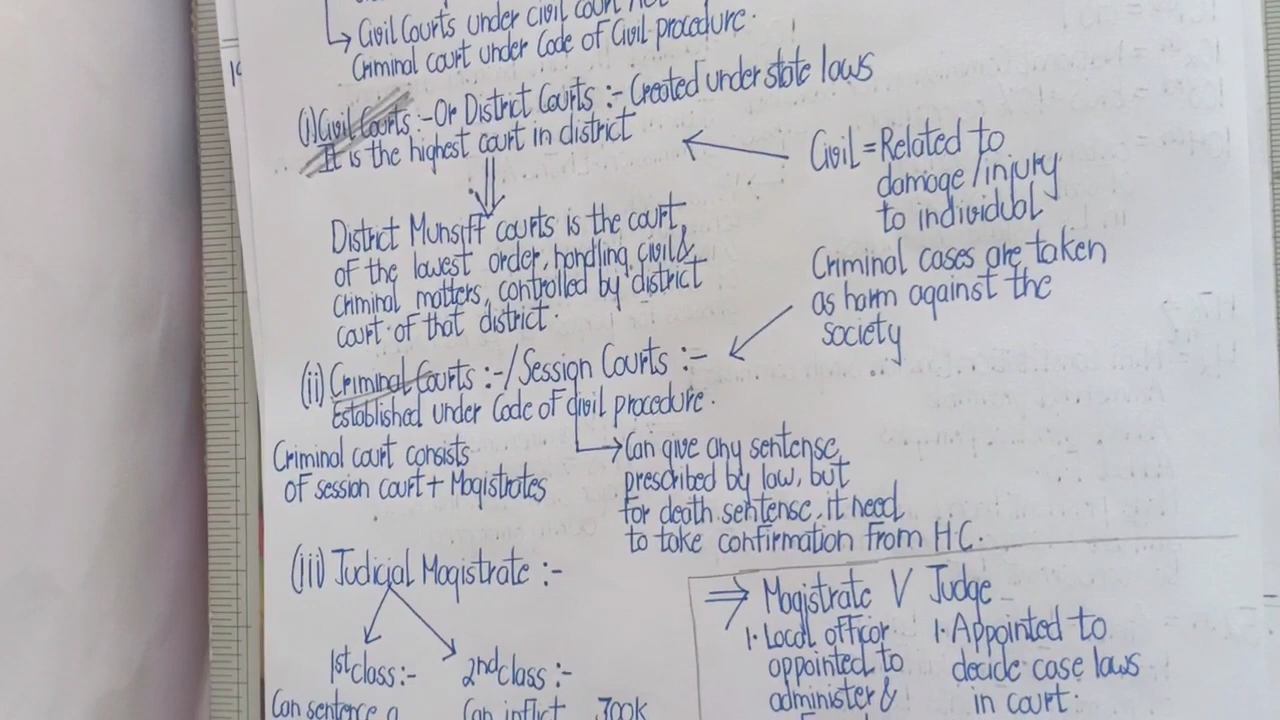 Civil Courts under civil court
Criminal court under Code of Civil procedure.
(i) Civil Courts :- Or District Courts :- Created under state laws
It is the highest court in district
Civil = Related to
damage/injury
to individual
District Munsiff courts is the court
of the lowest order, handling civil &
criminal matters, controlled by district
court of that district.
Criminal cases are taken
as harm against the
society
(ii) Criminal Courts :- / Session Courts :-
Established under Code of civil procedure.
Criminal court consists
of session court + Magistrates
Can give any sentence
prescribed by law, but
for death sentense, it need
to take confirmation from HC.
(iii) Judicial Magistrate :-
1st class :-
2nd class :-
Can sentence a
Can inflict
⇒ Magistrate V Judge
1. Local officor
appointed to
administer &
1. Appointed to
decide case laws
in court.